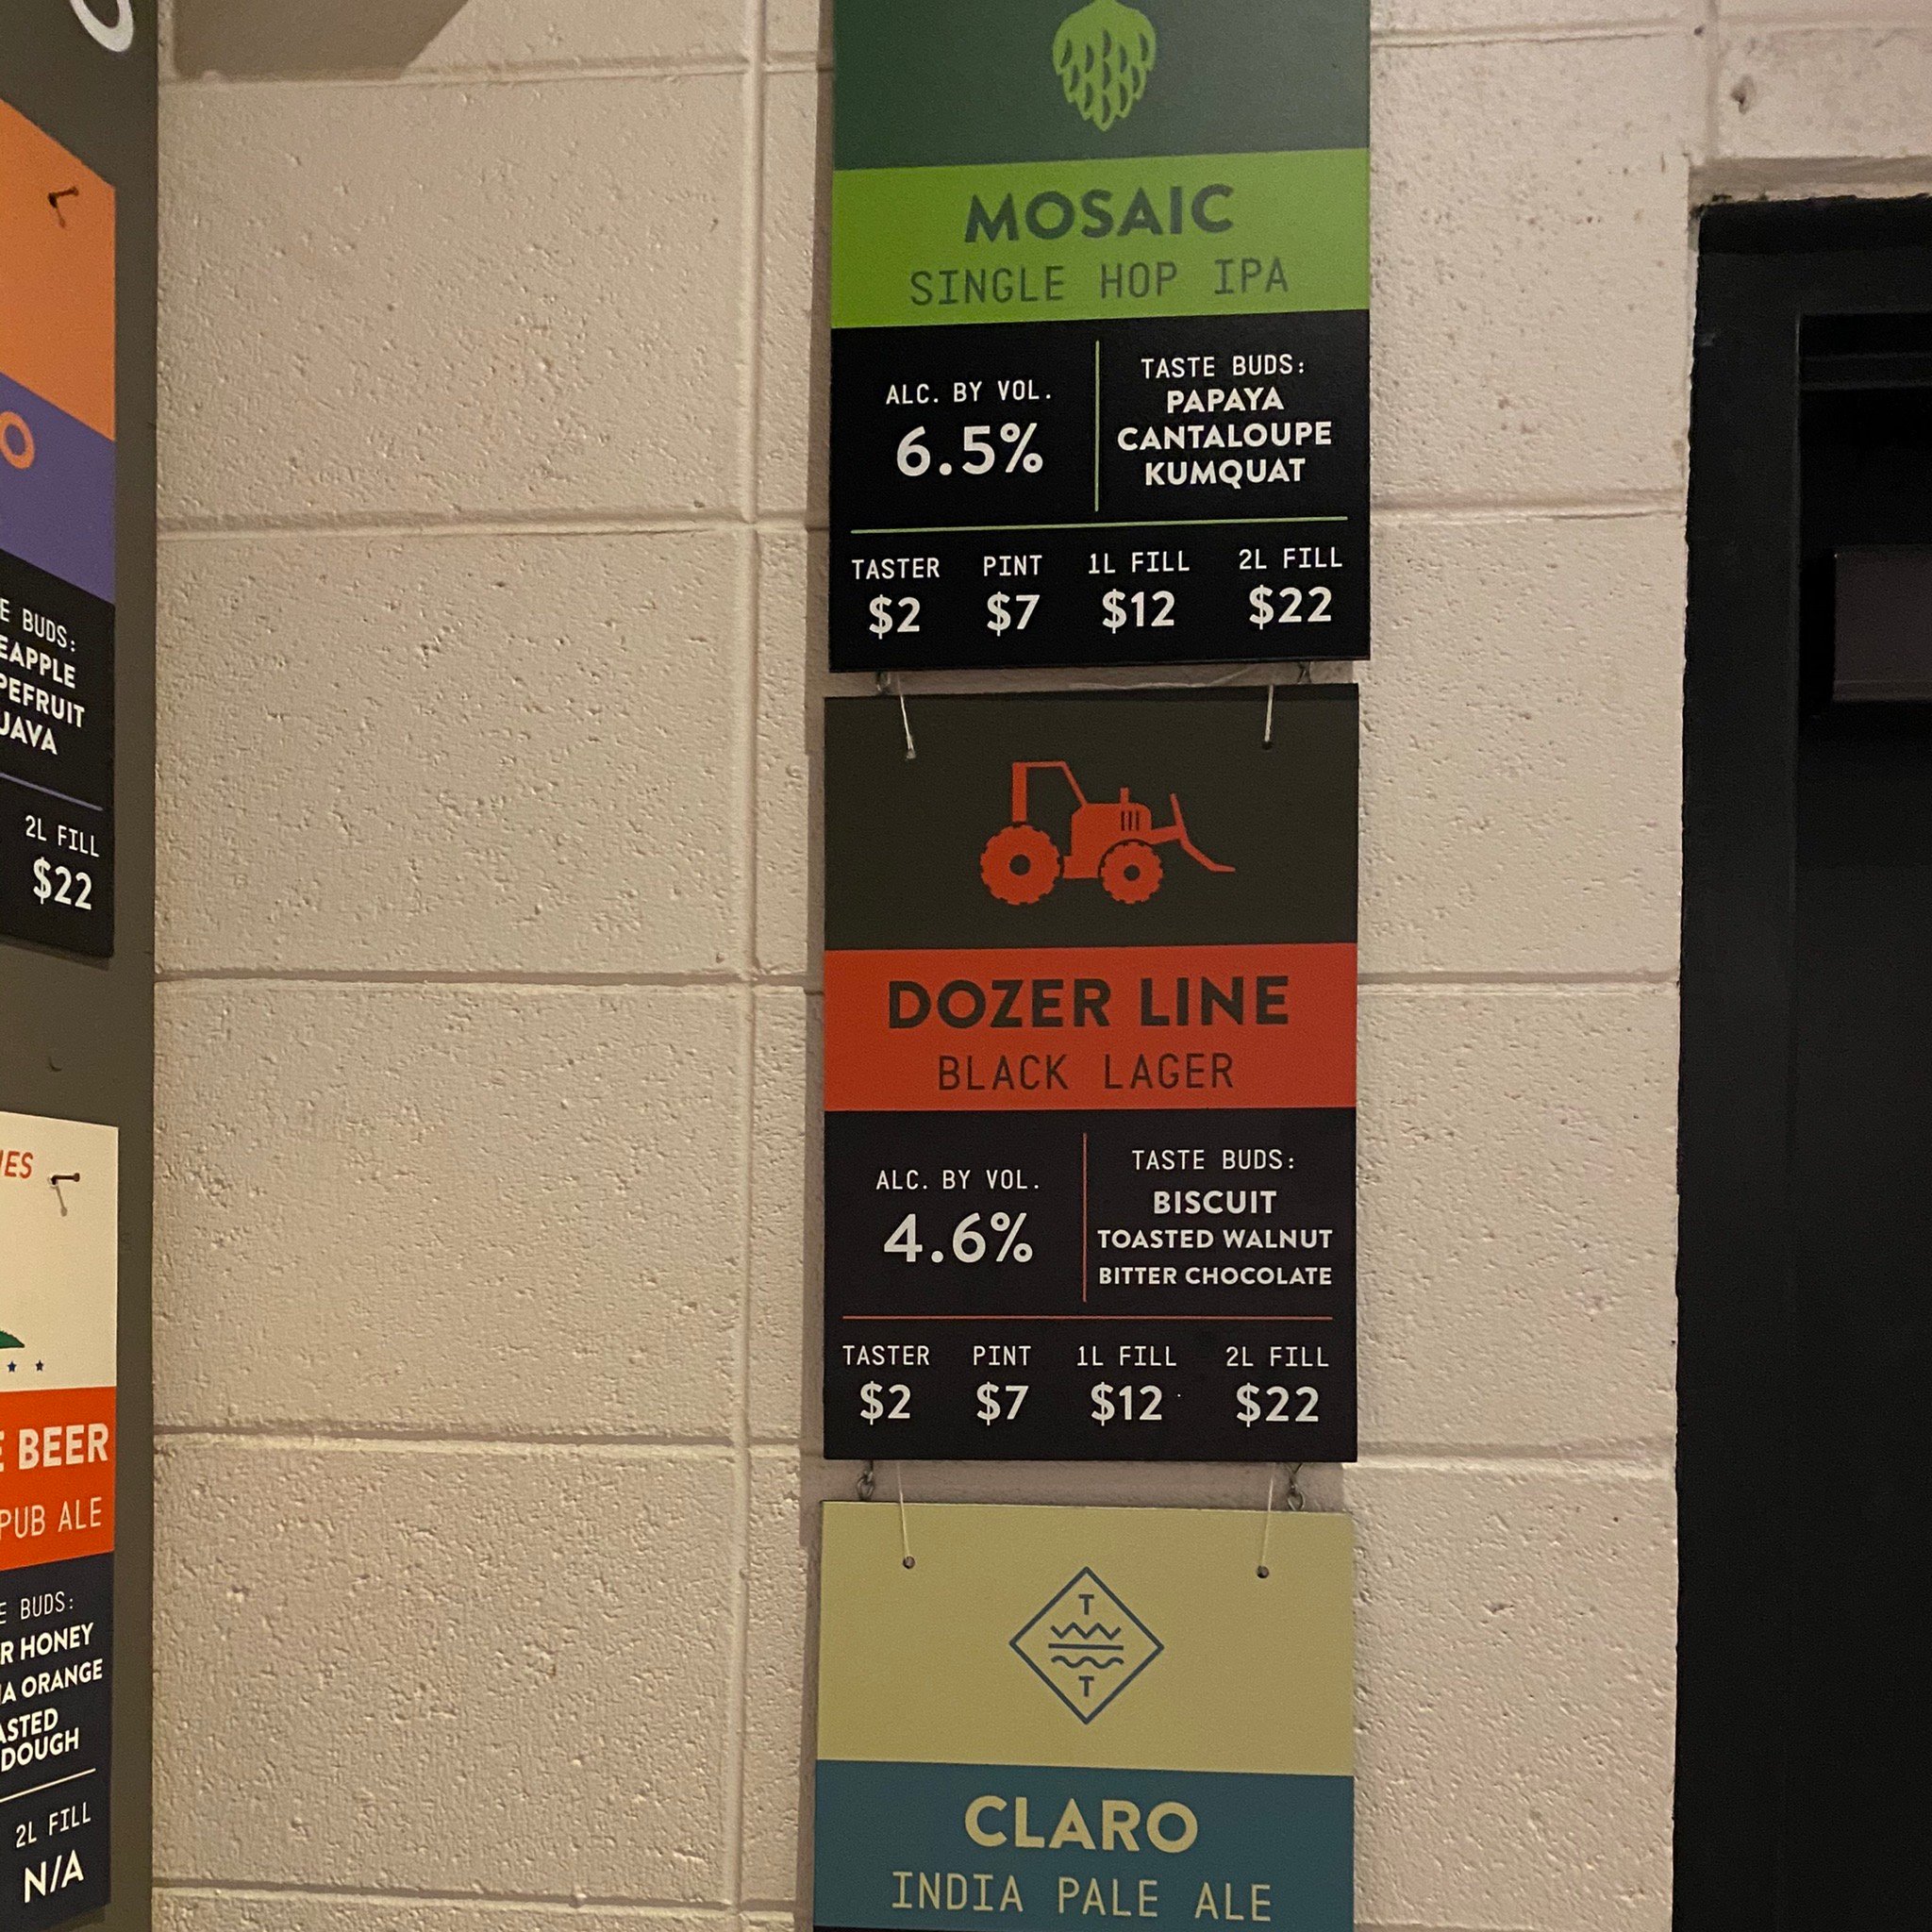 2L FILL
$22
BEER
PUB ALE
BUDS:
HONEY
ORANGE
2L FILL
N/A
MOSAIC
SINGLE HOP IPA
ALC. BY VOL.
6.5%
TASTE BUDS:
PAPAYA
CANTALOUPE
KUMQUAT
TASTER PINT 1L FILL 2L FILL
$2 $7 $12 $22
DOZER LINE
BLACK LAGER
ALC. BY VOL.
4.6%
TASTE BUDS:
BISCUIT
TOASTED WALNUT
BITTER CHOCOLATE
TASTER PINT 1L FILL 2L FILL
$2 $7 $12 $22
T
T
CLARO
INDIA PALE ALE